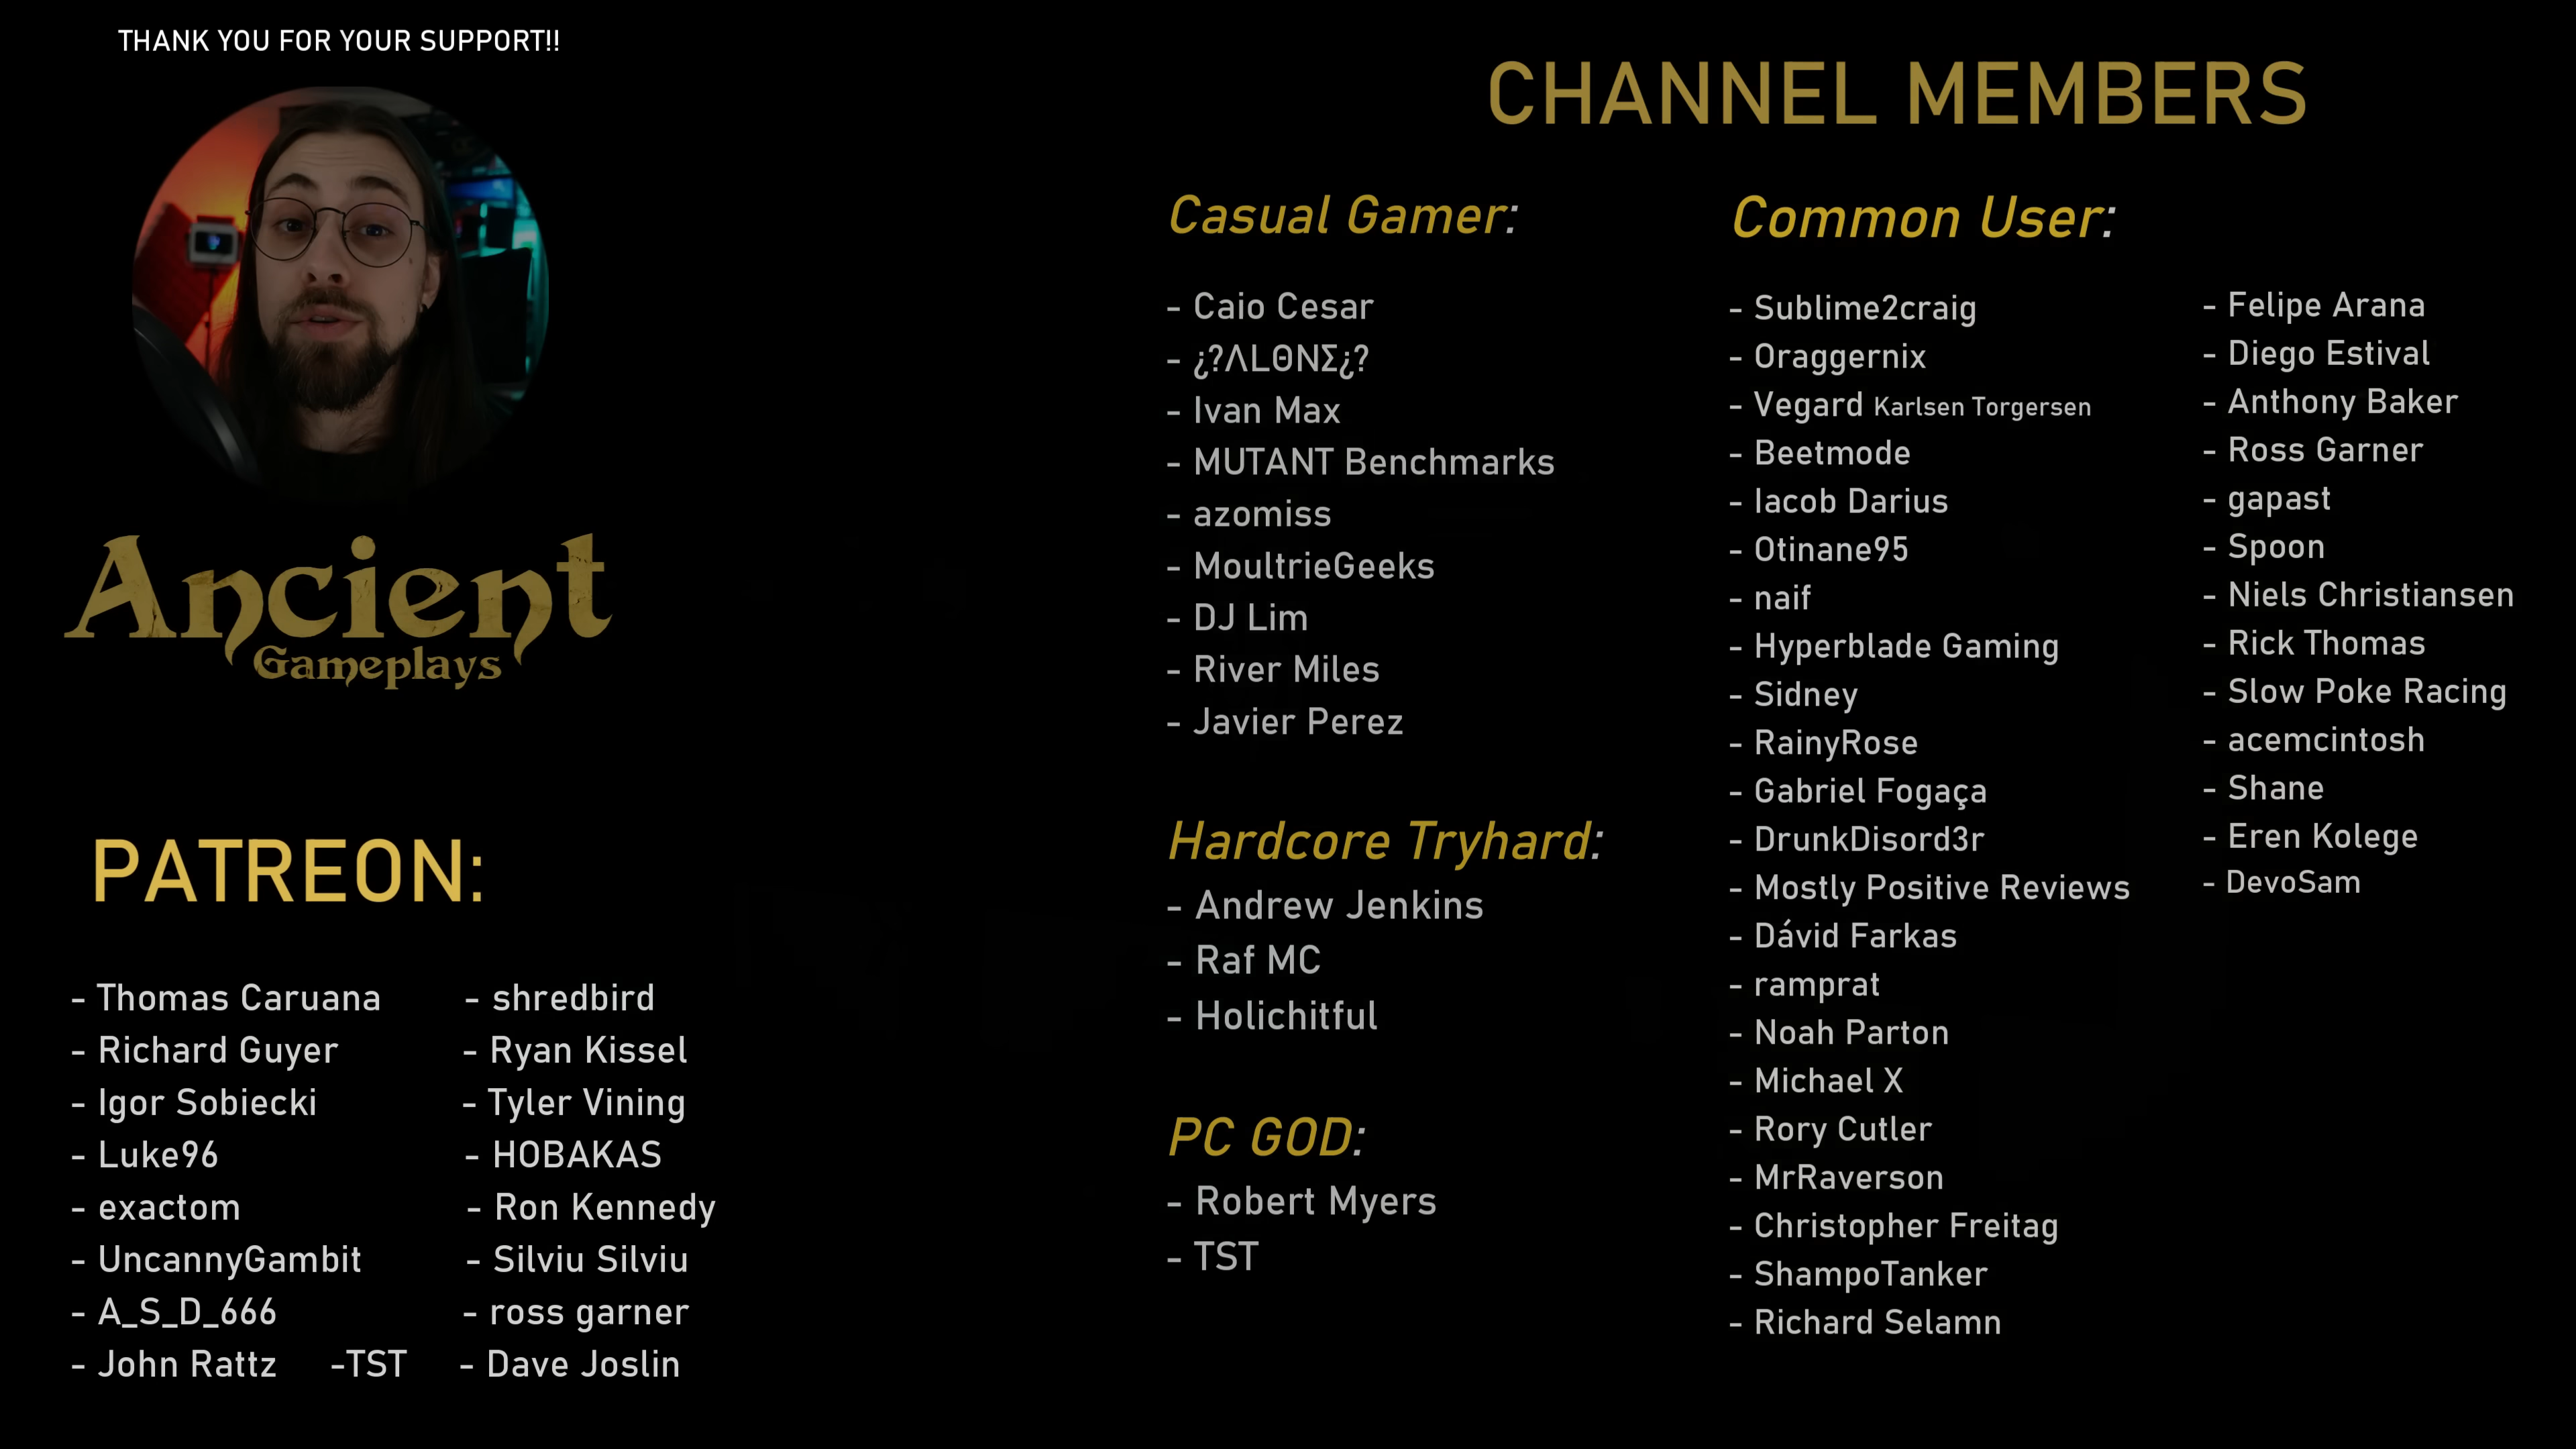 THANK YOU FOR YOUR SUPPORT!!
Ancient
Gameplays
PATREON:
- Thomas Caruana
- Richard Guyer
- Igor Sobiecki
- Luke96
- exactom
- UncannyGambit
- A_S_D_666
- John Rattz
-TST
- shredbird
- Ryan Kissel
- Tyler Vining
- HOBAKAS
- Ron Kennedy
- Silviu Silviu
- ross garner
- Dave Joslin
CHANNEL MEMBERS
Casual Gamer:
- Caio Cesar
- ¿?ΛLΘNΣ¿?
- Ivan Max
- MUTANT Benchmarks
- azomiss
- MoultrieGeeks
- DJ Lim
- River Miles
- Javier Perez
Hardcore Tryhard:
- Andrew Jenkins
- Raf MC
- Holichitful
PC GOD:
- Robert Myers
- TST
Common User:
- Sublime2craig
- Oraggernix
- Vegard Karlsen Torgersen
- Beetmode
- Iacob Darius
- Otinane95
- naif
- Hyperblade Gaming
- Sidney
- RainyRose
- Gabriel Fogaça
- DrunkDisord3r
- Mostly Positive Reviews
- Dávid Farkas
- ramprat
- Noah Parton
- Michael X
- Rory Cutler
- MrRaverson
- Christopher Freitag
- ShampoTanker
- Richard Selamn
- Felipe Arana
- Diego Estival
- Anthony Baker
- Ross Garner
- gapast
- Spoon
- Niels Christiansen
- Rick Thomas
- Slow Poke Racing
- acemcintosh
- Shane
- Eren Kolege
- DevoSam